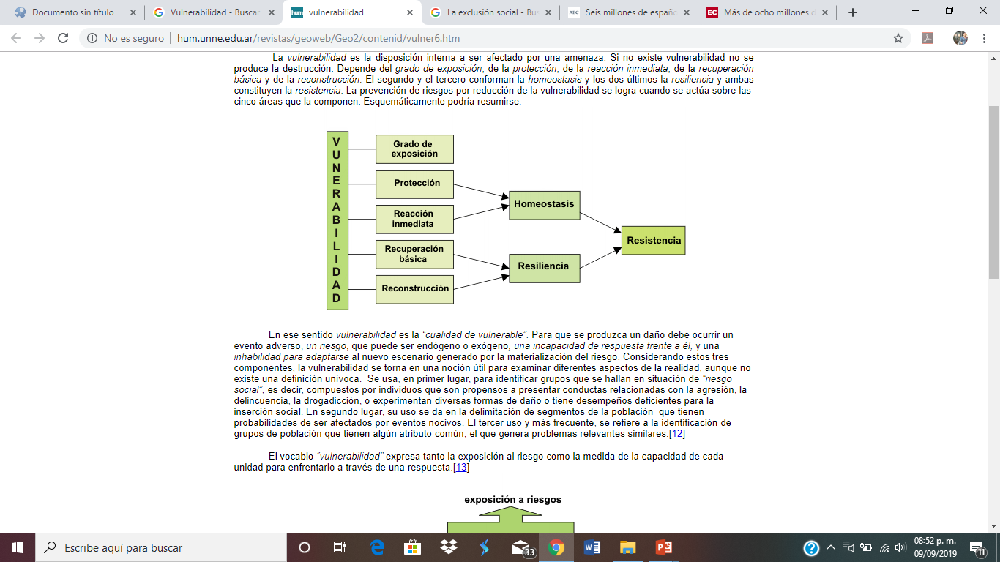 Documento sin título
Vulnerabilidad - Buscar
hum
vulnerabilidad
La exclusión social - Bus
ABC
Seis millones de españo
EC
Más de ocho millones d
No es seguro
hum.unne.edu.ar/revistas/geoweb/Geo2/contenid/vulner6.htm
La vulnerabilidad es la disposición interna a ser afectado por una amenaza. Si no existe vulnerabilidad no se
produce la destrucción. Depende del grado de exposición, de la protección, de la reacción inmediata, de la recuperación
básica y de la reconstrucción. El segundo y el tercero conforman la homeostasis y los dos últimos la resiliencia y ambas
constituyen la resistencia. La prevención de riesgos por reducción de la vulnerabilidad se logra cuando se actúa sobre las
cinco áreas que la componen. Esquemáticamente podría resumirse:
VUNERABILIDAD
Grado de
exposición
Protección
Reacción
inmediata
Recuperación
básica
Reconstrucción
Homeostasis
Resiliencia
Resistencia
En ese sentido vulnerabilidad es la “cualidad de vulnerable”. Para que se produzca un daño debe ocurrir un
evento adverso, un riesgo, que puede ser endógeno o exógeno, una incapacidad de respuesta frente a él, y una
inhabilidad para adaptarse al nuevo escenario generado por la materialización del riesgo. Considerando estos tres
componentes, la vulnerabilidad se torna en una noción útil para examinar diferentes aspectos de la realidad, aunque no
existe una definición unívoca.  Se usa, en primer lugar, para identificar grupos que se hallan en situación de “riesgo
social”, es decir, compuestos por individuos que son propensos a presentar conductas relacionadas con la agresión, la
delincuencia, la drogadicción, o experimentan diversas formas de daño o tiene desempeños deficientes para la
inserción social. En segundo lugar, su uso se da en la delimitación de segmentos de la población  que tienen
probabilidades de ser afectados por eventos nocivos. El tercer uso y más frecuente, se refiere a la identificación de
grupos de población que tienen algún atributo común, el que genera problemas relevantes similares.[12]
El vocablo “vulnerabilidad” expresa tanto la exposición al riesgo como la medida de la capacidad de cada
unidad para enfrentarlo a través de una respuesta.[13]
exposición a riesgos
Escribe aquí para buscar
33
08:52 p. m.
09/09/2019
11